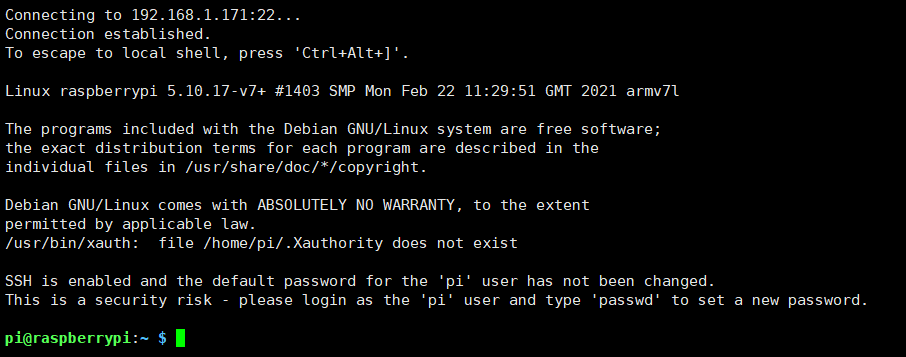 Connecting to 192.168.1.171:22...
Connection established.
To escape to local shell, press 'Ctrl+Alt+]'.
Linux raspberrypi 5.10.17-v7+ #1403 SMP Mon Feb 22 11:29:51 GMT 2021 armv7l
The programs included with the Debian GNU/Linux system are free software;
the exact distribution terms for each program are described in the
individual files in /usr/share/doc/*/copyright.
Debian GNU/Linux comes with ABSOLUTELY NO WARRANTY, to the extent
permitted by applicable law.
/usr/bin/xauth:  file /home/pi/.Xauthority does not exist
SSH is enabled and the default password for the 'pi' user has not been changed.
This is a security risk - please login as the 'pi' user and type 'passwd' to set a new password.
pi@raspberrypi:~ $